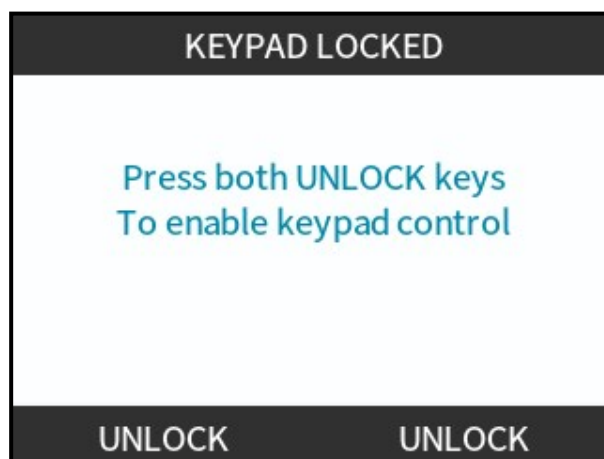 KEYPAD LOCKED
Press both UNLOCK keys
To enable keypad control
UNLOCK UNLOCK